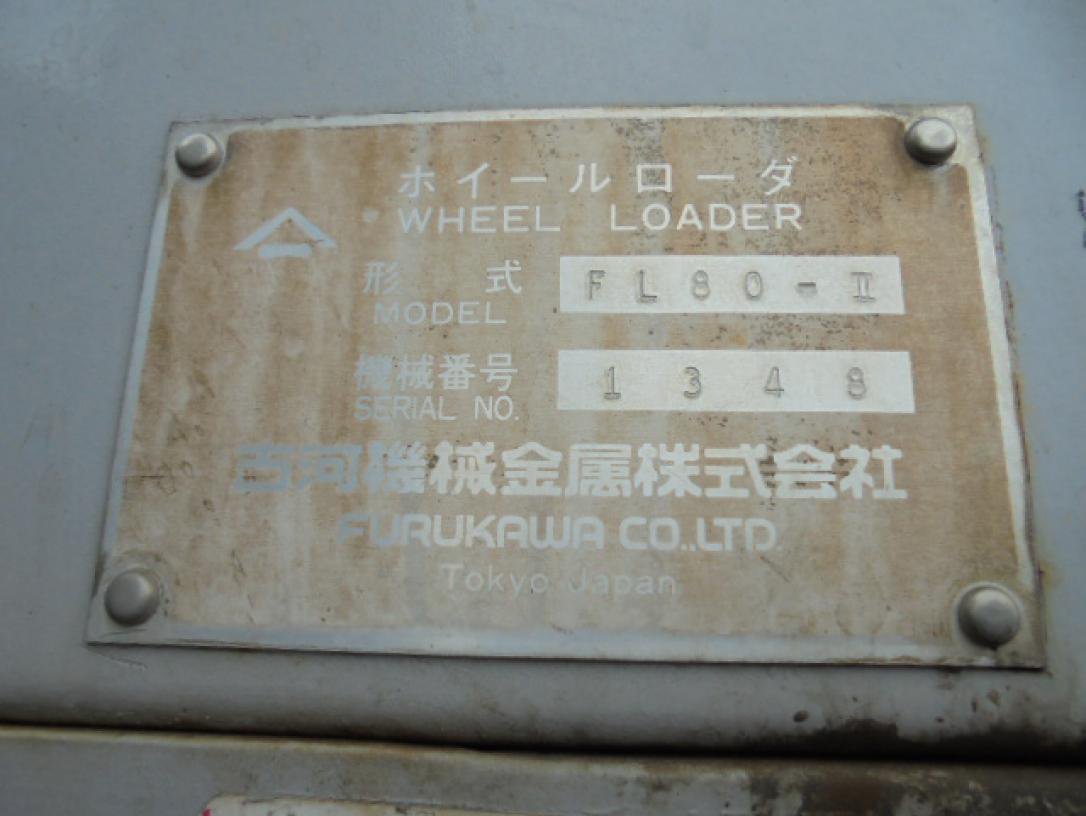 ホイールローダ
WHEEL LOADER
形式 FL80-II
MODEL
機械番号 1348
SERIAL NO.
古河機械金属株式会社
FURUKAWA CO.,LTD.
Tokyo Japan